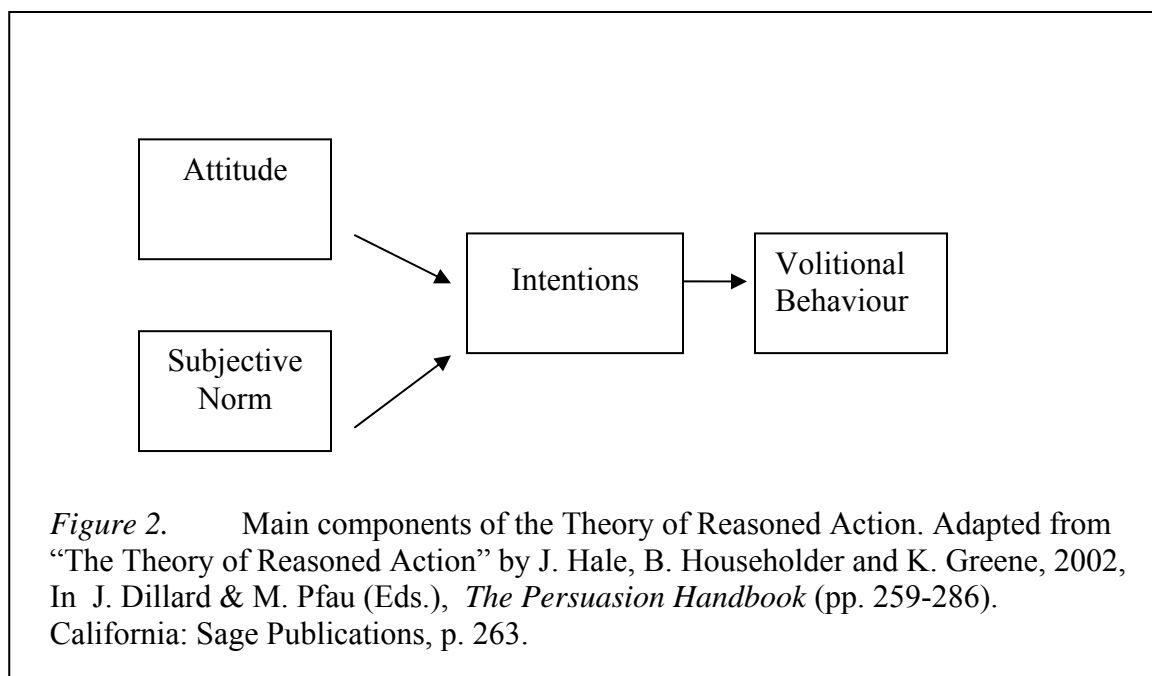 Attitude
Subjective
Norm
Intentions
Volitional
Behaviour
Figure 2. Main components of the Theory of Reasoned Action. Adapted from
“The Theory of Reasoned Action” by J. Hale, B. Householder and K. Greene, 2002,
In J. Dillard & M. Pfau (Eds.), The Persuasion Handbook (pp. 259-286).
California: Sage Publications, p. 263.